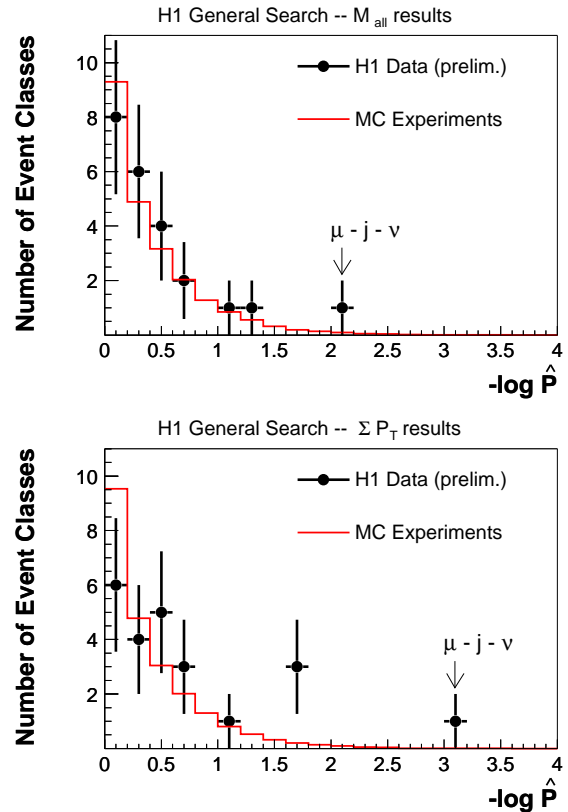 H1 General Search -- M all results
Number of Event Classes
10
8
6
4
2
H1 Data (prelim.)
MC Experiments
μ - j - ν
0 0.5 1 1.5 2 2.5 3 3.5 4
-log P̂
H1 General Search -- Σ P T results
Number of Event Classes
10
8
6
4
2
H1 Data (prelim.)
MC Experiments
μ - j - ν
0 0.5 1 1.5 2 2.5 3 3.5 4
-log P̂